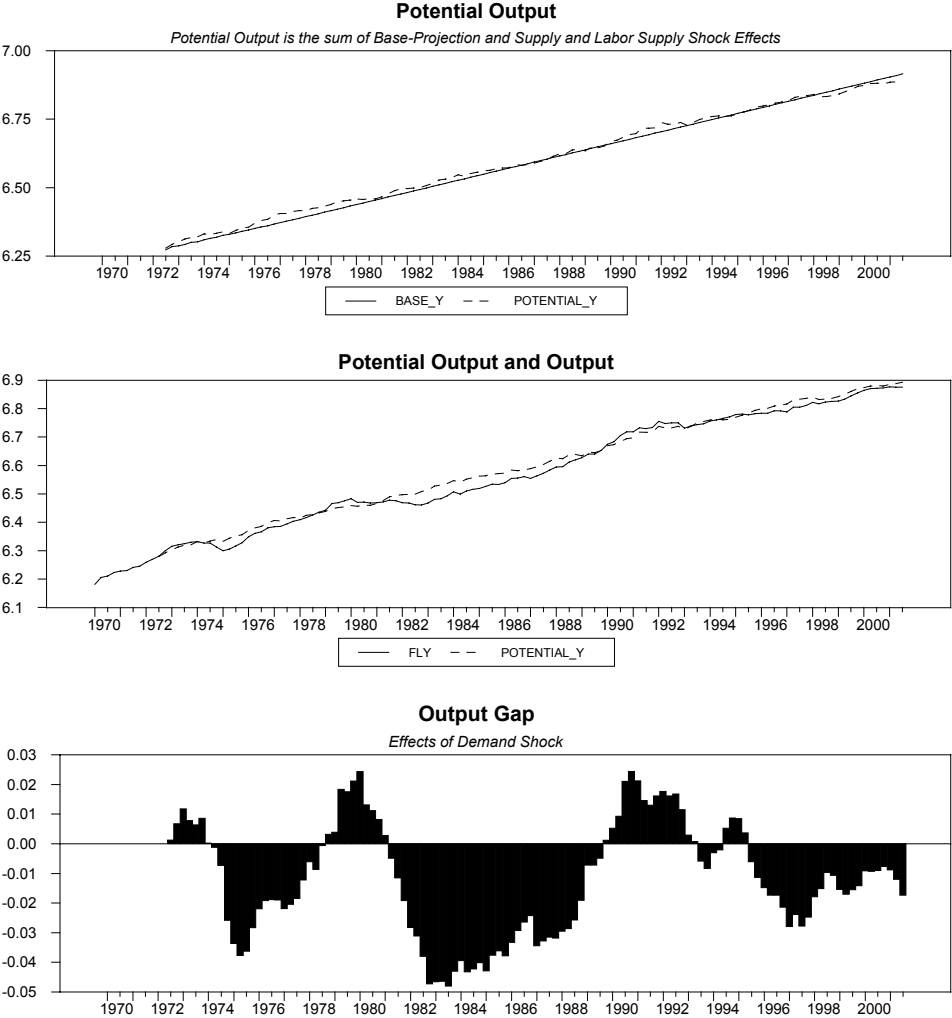 Potential Output
Potential Output is the sum of Base-Projection and Supply and Labor Supply Shock Effects
7.00
6.75
6.50
6.25
1970 1972 1974 1976 1978 1980 1982 1984 1986 1988 1990 1992 1994 1996 1998 2000
BASE_Y POTENTIAL_Y
Potential Output and Output
6.9
6.8
6.7
6.6
6.5
6.4
6.3
6.2
6.1
1970 1972 1974 1976 1978 1980 1982 1984 1986 1988 1990 1992 1994 1996 1998 2000
FLY POTENTIAL_Y
Output Gap
Effects of Demand Shock
0.03
0.02
0.01
0.00
-0.01
-0.02
-0.03
-0.04
-0.05
1970 1972 1974 1976 1978 1980 1982 1984 1986 1988 1990 1992 1994 1996 1998 2000